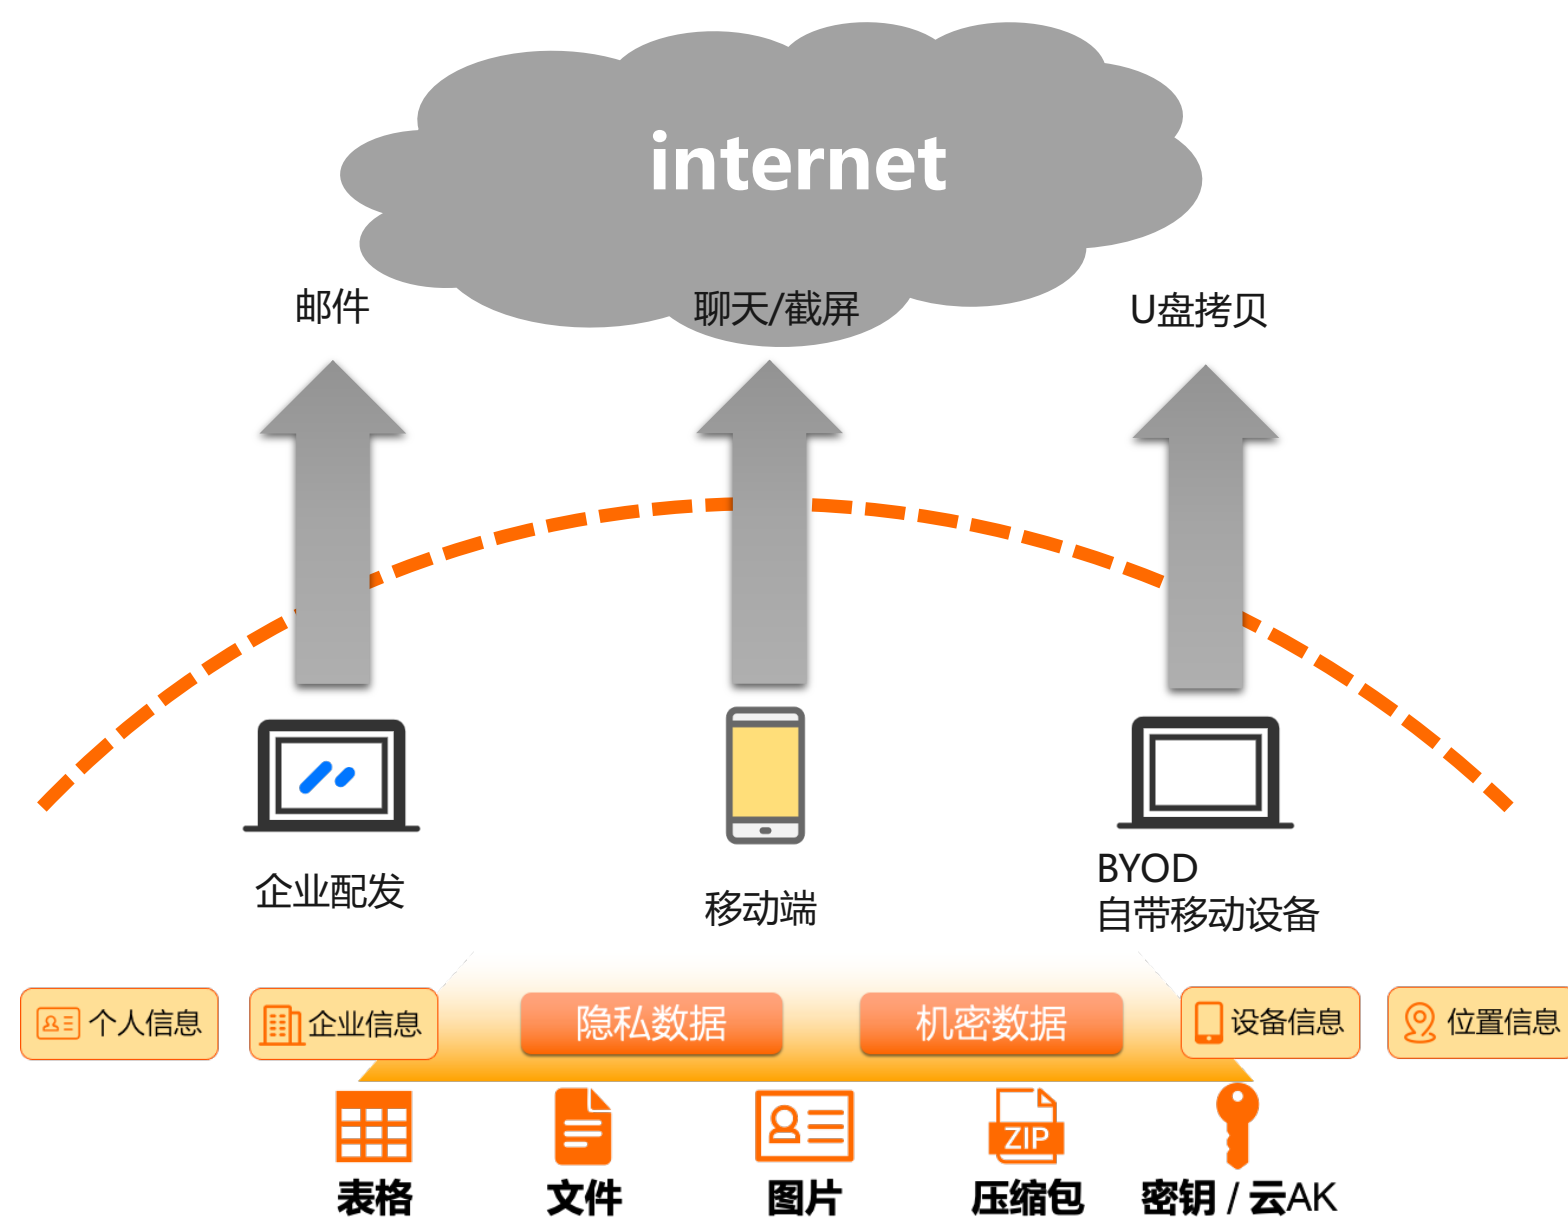 internet
邮件
聊天/截屏
U盘拷贝
企业配发
移动端
BYOD
自带移动设备
个人信息
企业信息
隐私数据
机密数据
设备信息
位置信息
ZIP
表格
文件
图片
压缩包
密钥 / 云AK